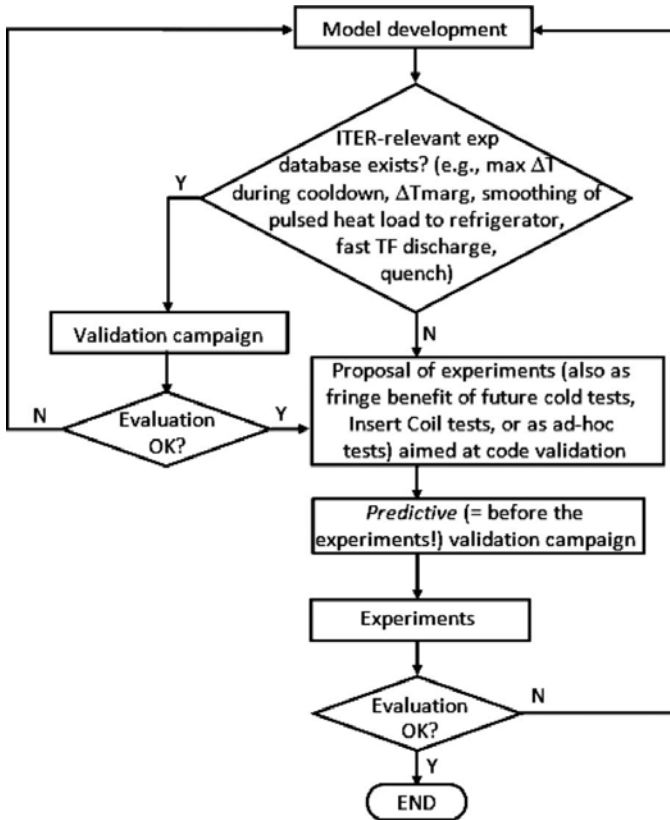 Model development
ITER-relevant exp
database exists? (e.g., max ΔT
during cooldown, ΔTmarg, smoothing of
pulsed heat load to refrigerator,
fast TF discharge,
quench)
Y
N
Validation campaign
Evaluation
OK?
N
Y
Proposal of experiments (also as
fringe benefit of future cold tests,
Insert Coil tests, or as ad-hoc
tests) aimed at code validation
Predictive (= before the
experiments!) validation campaign
Experiments
Evaluation
OK?
N
Y
END